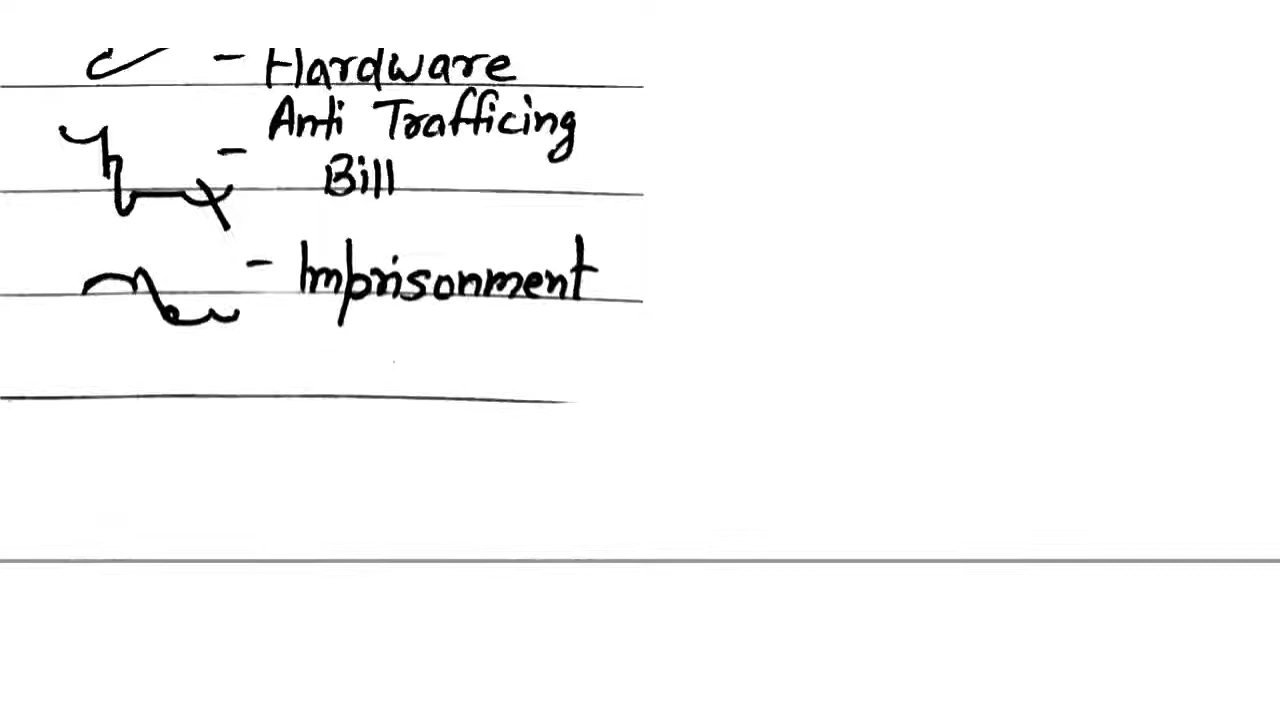 - Hardware
Anti Trafficing
- Bill
- Imprisonment